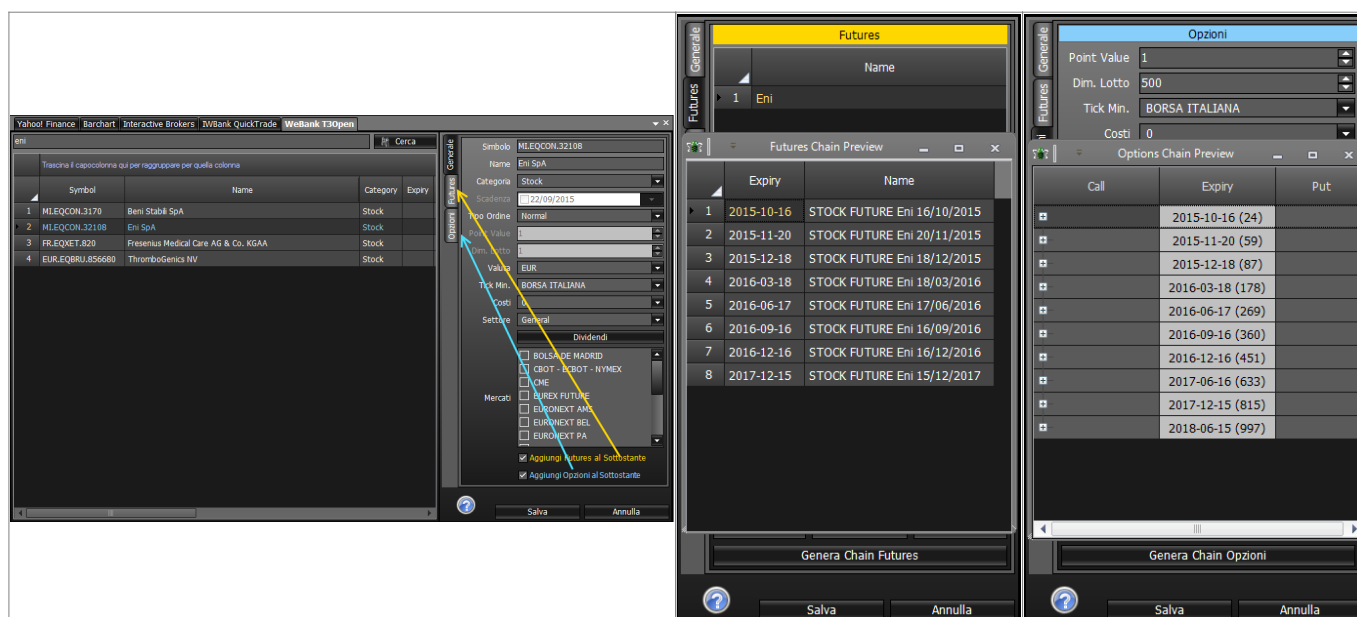 Yahoo! Finance Barchart Interactive Brokers IWBank QuickTrade WeBank T3Open
eni Cerca
Trascina il capocolonna qui per raggruppare per quella colonna
Symbol Name Category Expiry
1 MI.EQCON.3170 Beni Stabili SpA Stock
2 MI.EQCON.32108 Eni SpA Stock
3 FR.EQXET.820 Fresenius Medical Care AG & Co. KGAA Stock
4 EUR.EQBRU.856680 ThromboGenics NV Stock
Generale
Futures
Opzioni
Simbolo MI.EQCON.32108
Name Eni SpA
Categoria Stock
Scadenza 22/09/2015
Tipo Ordine Normal
Point Value 1
Dim. Lotto 1
Valuta EUR
Tick Min. BORSA ITALIANA
Costi 0
Settore General
Dividendi
Mercati
BOLSA DE MADRID
CBOT - ECBOT - NYMEX
CME
EUREX FUTURE
EURONEXT AMS
EURONEXT BEL
EURONEXT PA
Aggiungi Futures al Sottostante
Aggiungi Opzioni al Sottostante
Salva Annulla
Generale
Futures
Futures
Name
1 Eni
Futures Chain Preview
Expiry Name
1 2015-10-16 STOCK FUTURE Eni 16/10/2015
2 2015-11-20 STOCK FUTURE Eni 20/11/2015
3 2015-12-18 STOCK FUTURE Eni 18/12/2015
4 2016-03-18 STOCK FUTURE Eni 18/03/2016
5 2016-06-17 STOCK FUTURE Eni 17/06/2016
6 2016-09-16 STOCK FUTURE Eni 16/09/2016
7 2016-12-16 STOCK FUTURE Eni 16/12/2016
8 2017-12-15 STOCK FUTURE Eni 15/12/2017
Genera Chain Futures
Salva Annulla
Generale
Futures
Opzioni
Point Value 1
Dim. Lotto 500
Tick Min. BORSA ITALIANA
Costi 0
Options Chain Preview
Call Expiry Put
2015-10-16 (24)
2015-11-20 (59)
2015-12-18 (87)
2016-03-18 (178)
2016-06-17 (269)
2016-09-16 (360)
2016-12-16 (451)
2017-06-16 (633)
2017-12-15 (815)
2018-06-15 (997)
Genera Chain Opzioni
Salva Annulla